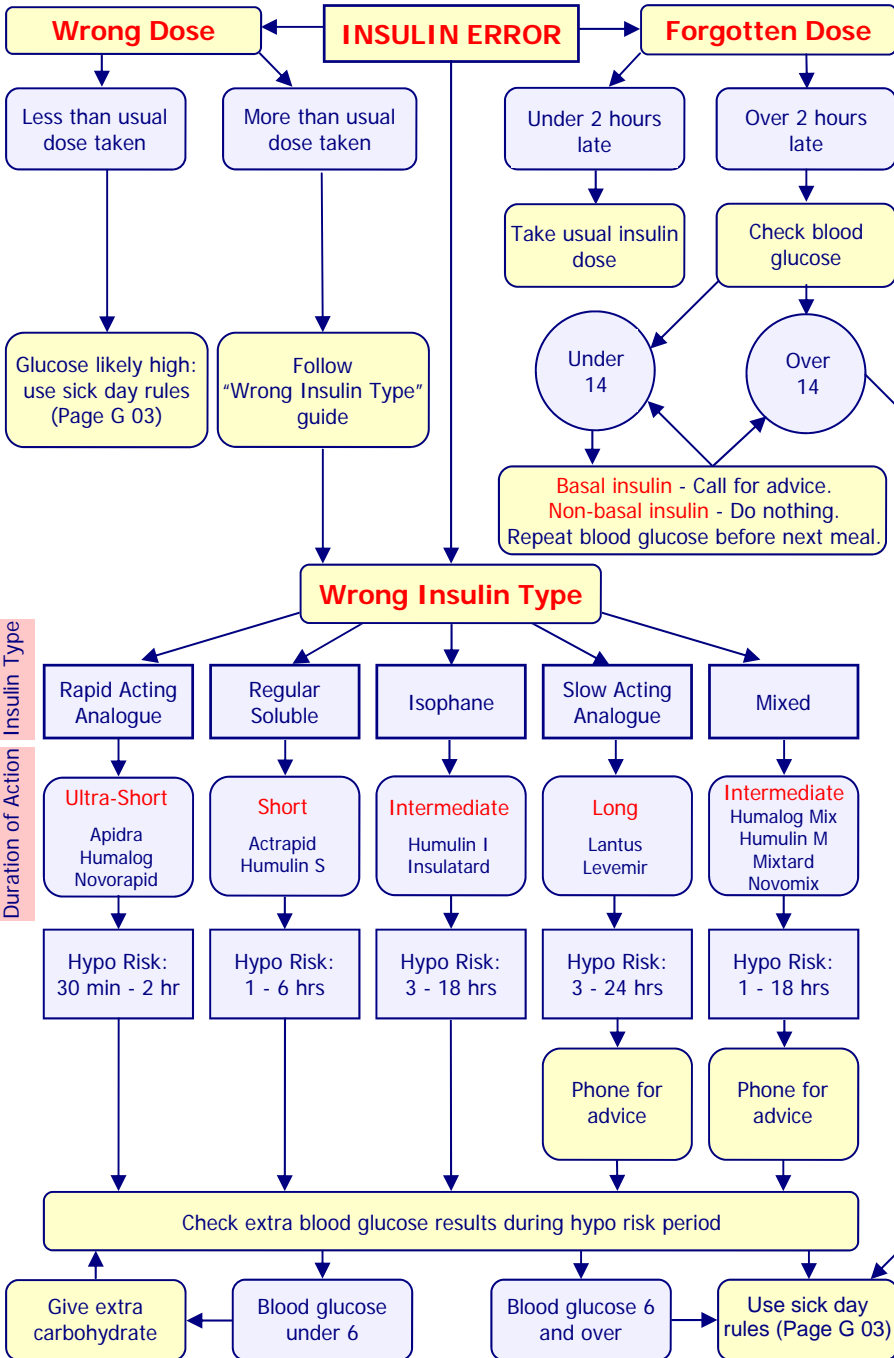 Wrong Dose
INSULIN ERROR
Forgotten Dose
Less than usual
dose taken
More than usual
dose taken
Under 2 hours
late
Over 2 hours
late
Take usual insulin
dose
Check blood
glucose
Glucose likely high:
use sick day rules
(Page G 03)
Follow
“Wrong Insulin Type”
guide
Under
14
Over
14
Basal insulin - Call for advice.
Non-basal insulin - Do nothing.
Repeat blood glucose before next meal.
Wrong Insulin Type
Insulin Type
Rapid Acting
Analogue
Regular
Soluble
Isophane
Slow Acting
Analogue
Mixed
Duration of Action
Ultra-Short
Apidra
Humalog
Novorapid
Short
Actrapid
Humulin S
Intermediate
Humulin I
Insulatard
Long
Lantus
Levemir
Intermediate
Humalog Mix
Humulin M
Mixtard
Novomix
Hypo Risk:
30 min - 2 hr
Hypo Risk:
1 - 6 hrs
Hypo Risk:
3 - 18 hrs
Hypo Risk:
3 - 24 hrs
Hypo Risk:
1 - 18 hrs
Phone for
advice
Phone for
advice
Check extra blood glucose results during hypo risk period
Give extra
carbohydrate
Blood glucose
under 6
Blood glucose 6
and over
Use sick day
rules (Page G 03)